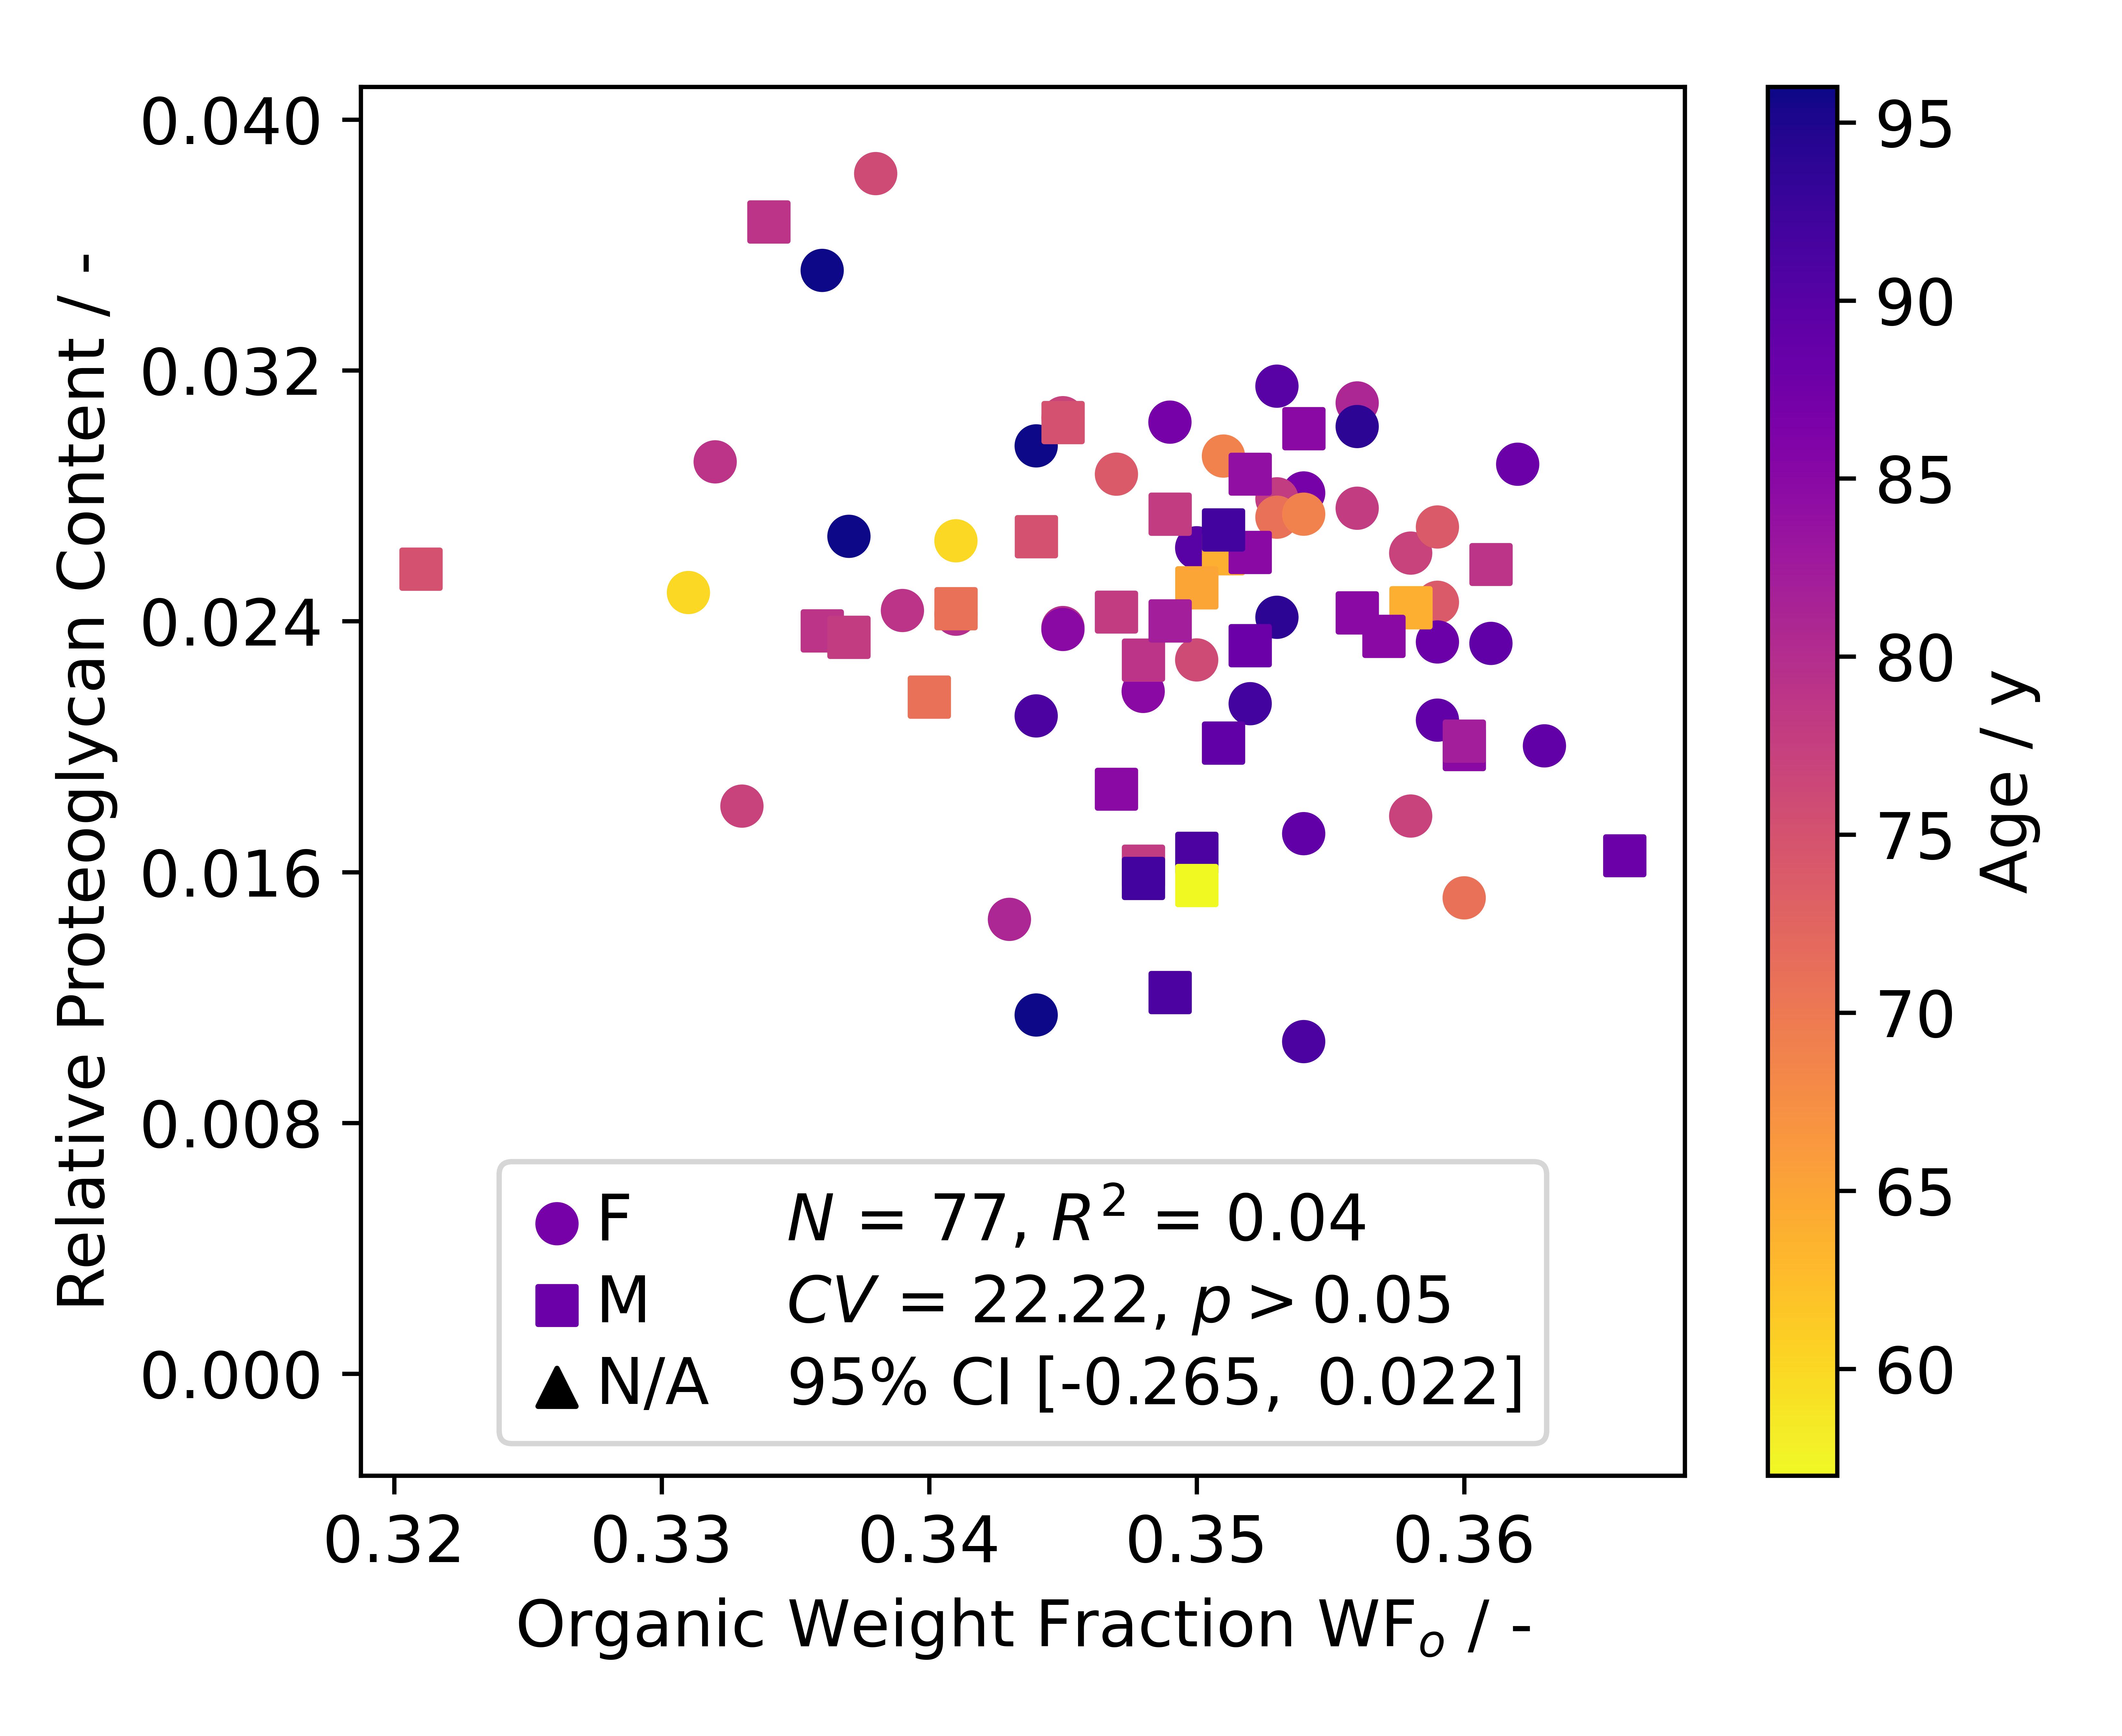 Relative Proteoglycan Content / -
0.040
0.032
0.024
0.016
0.008
0.000
F N = 77, R² = 0.04
M CV = 22.22, p > 0.05
N/A 95% CI [-0.265, 0.022]
0.32 0.33 0.34 0.35 0.36
Organic Weight Fraction WFₒ / -
95
90
85
80
75
70
65
60
Age / y